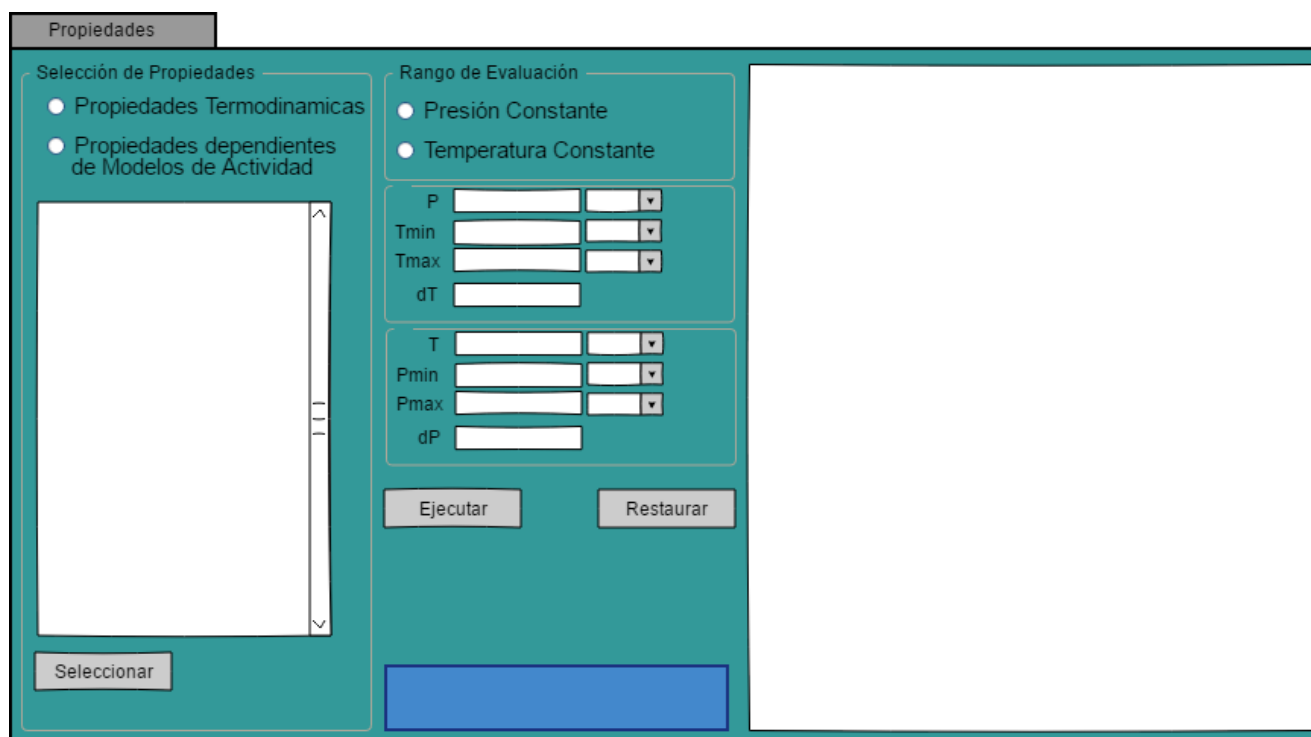 Propiedades
Selección de Propiedades
Propiedades Termodinamicas
Propiedades dependientes
de Modelos de Actividad
Seleccionar
Rango de Evaluación
Presión Constante
Temperatura Constante
P
Tmin
Tmax
dT
T
Pmin
Pmax
dP
Ejecutar
Restaurar